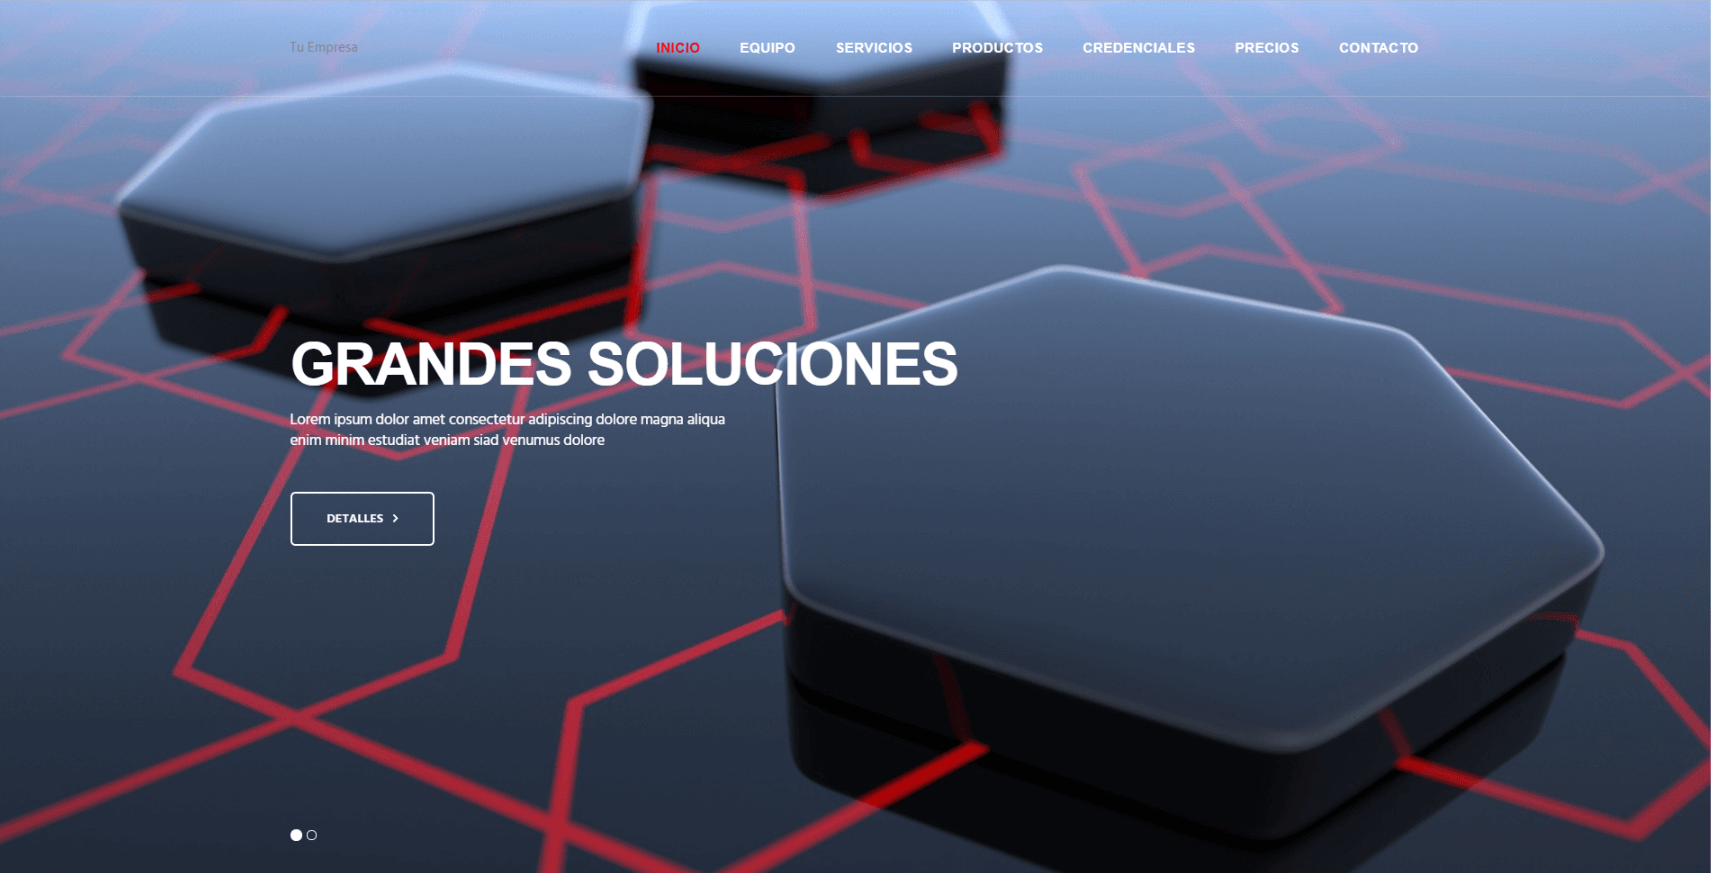 Tu Empresa
INICIO EQUIPO SERVICIOS PRODUCTOS CREDENCIALES PRECIOS CONTACTO
GRANDES SOLUCIONES
Lorem ipsum dolor amet consectetur adipiscing dolore magna aliqua
enim minim estudiat veniam siad venumus dolore
DETALLES